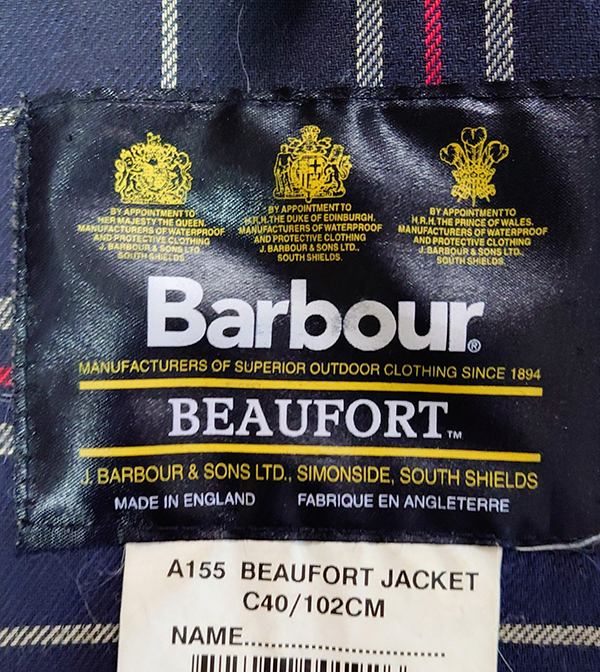 BY APPOINTMENT TO
HER MAJESTY THE QUEEN.
MANUFACTURERS OF WATERPROOF
AND PROTECTIVE CLOTHING
J. BARBOUR & SONS LTD.
SOUTH SHIELDS.
BY APPOINTMENT TO
H.R.H. THE DUKE OF EDINBURGH.
MANUFACTURERS OF WATERPROOF
AND PROTECTIVE CLOTHING
J. BARBOUR & SONS LTD.,
SOUTH SHIELDS.
BY APPOINTMENT TO
H.R.H. THE PRINCE OF WALES.
MANUFACTURERS OF WATERPROOF
AND PROTECTIVE CLOTHING
J. BARBOUR & SONS LTD.,
SOUTH SHIELDS.
Barbour®
MANUFACTURERS OF SUPERIOR OUTDOOR CLOTHING SINCE 1894
BEAUFORT™
J. BARBOUR & SONS LTD., SIMONSIDE, SOUTH SHIELDS
MADE IN ENGLAND FABRIQUE EN ANGLETERRE
A155 BEAUFORT JACKET
C40/102CM
NAME.............................